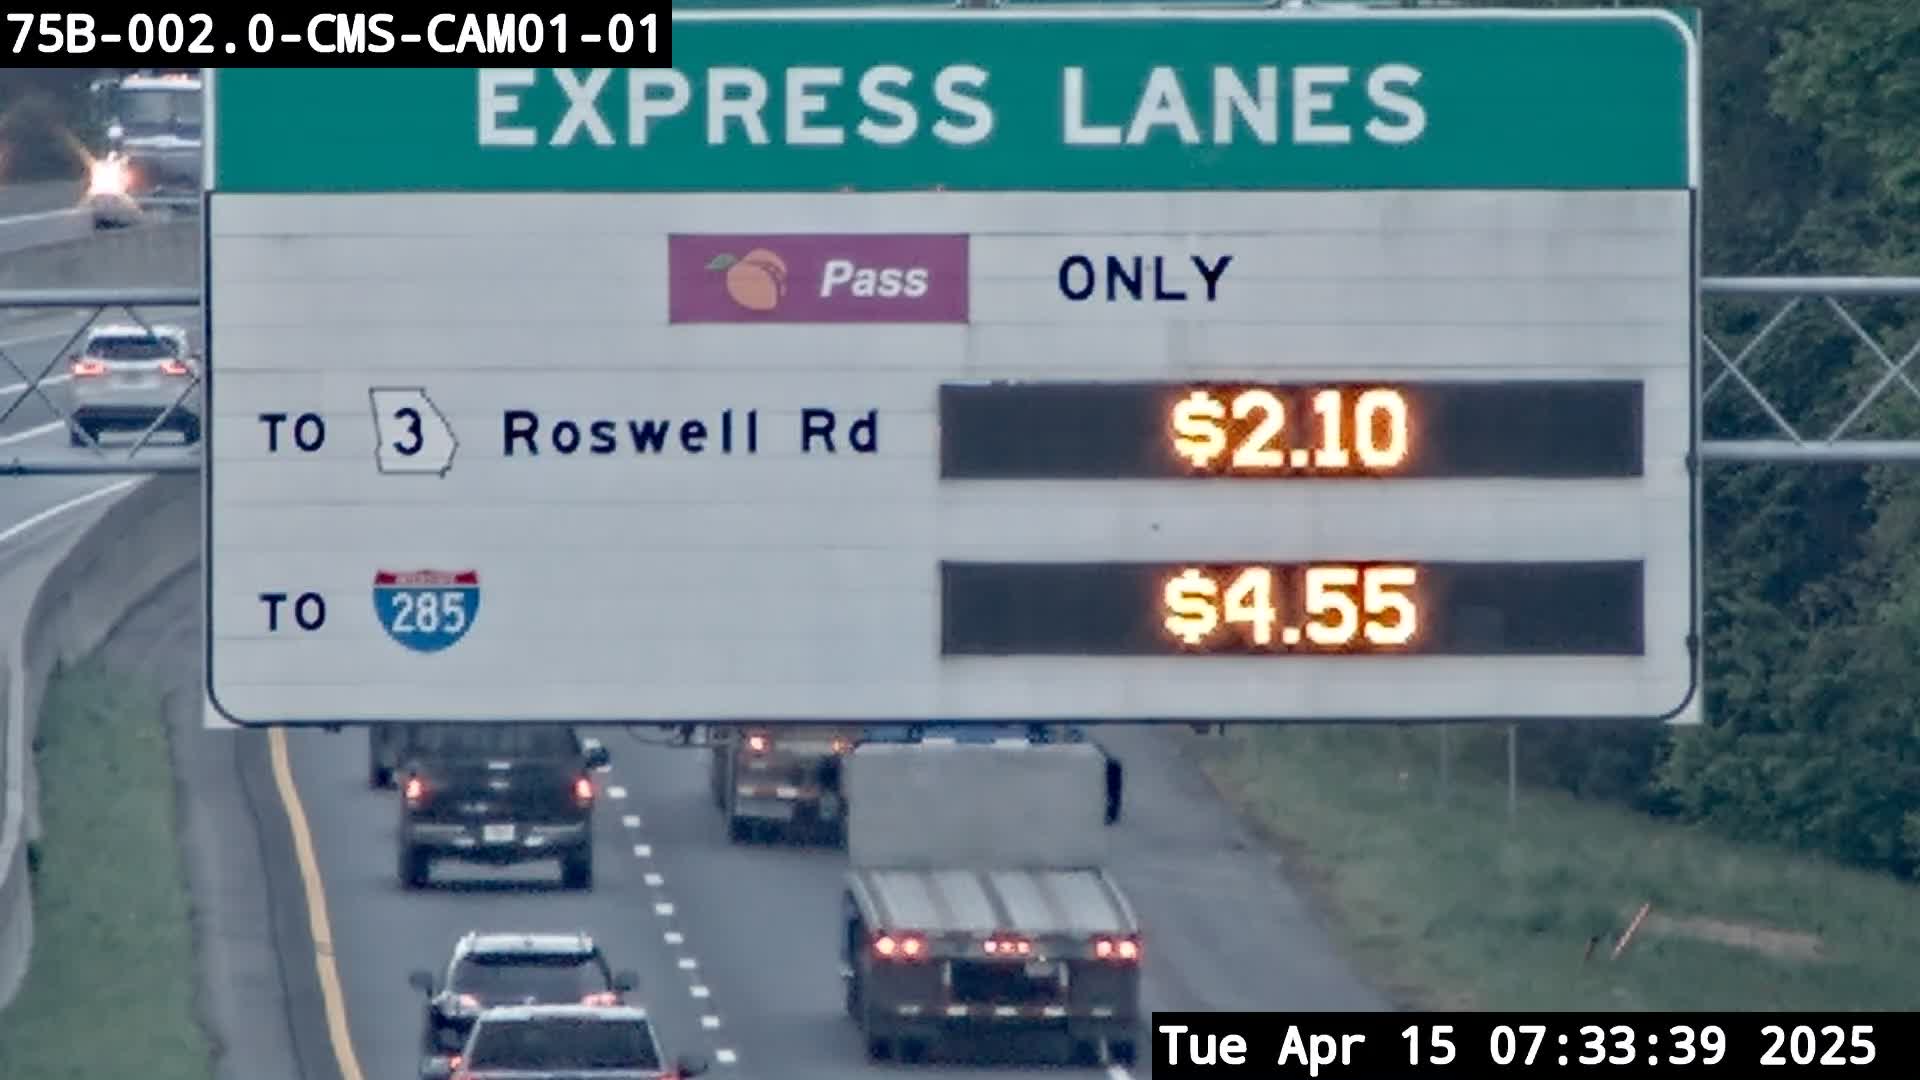 75B-002.0-CMS-CAM01-01
EXPRESS LANES
Pass ONLY
TO 3 Roswell Rd $2.10
TO 285 $4.55
Tue Apr 15 07:33:39 2025